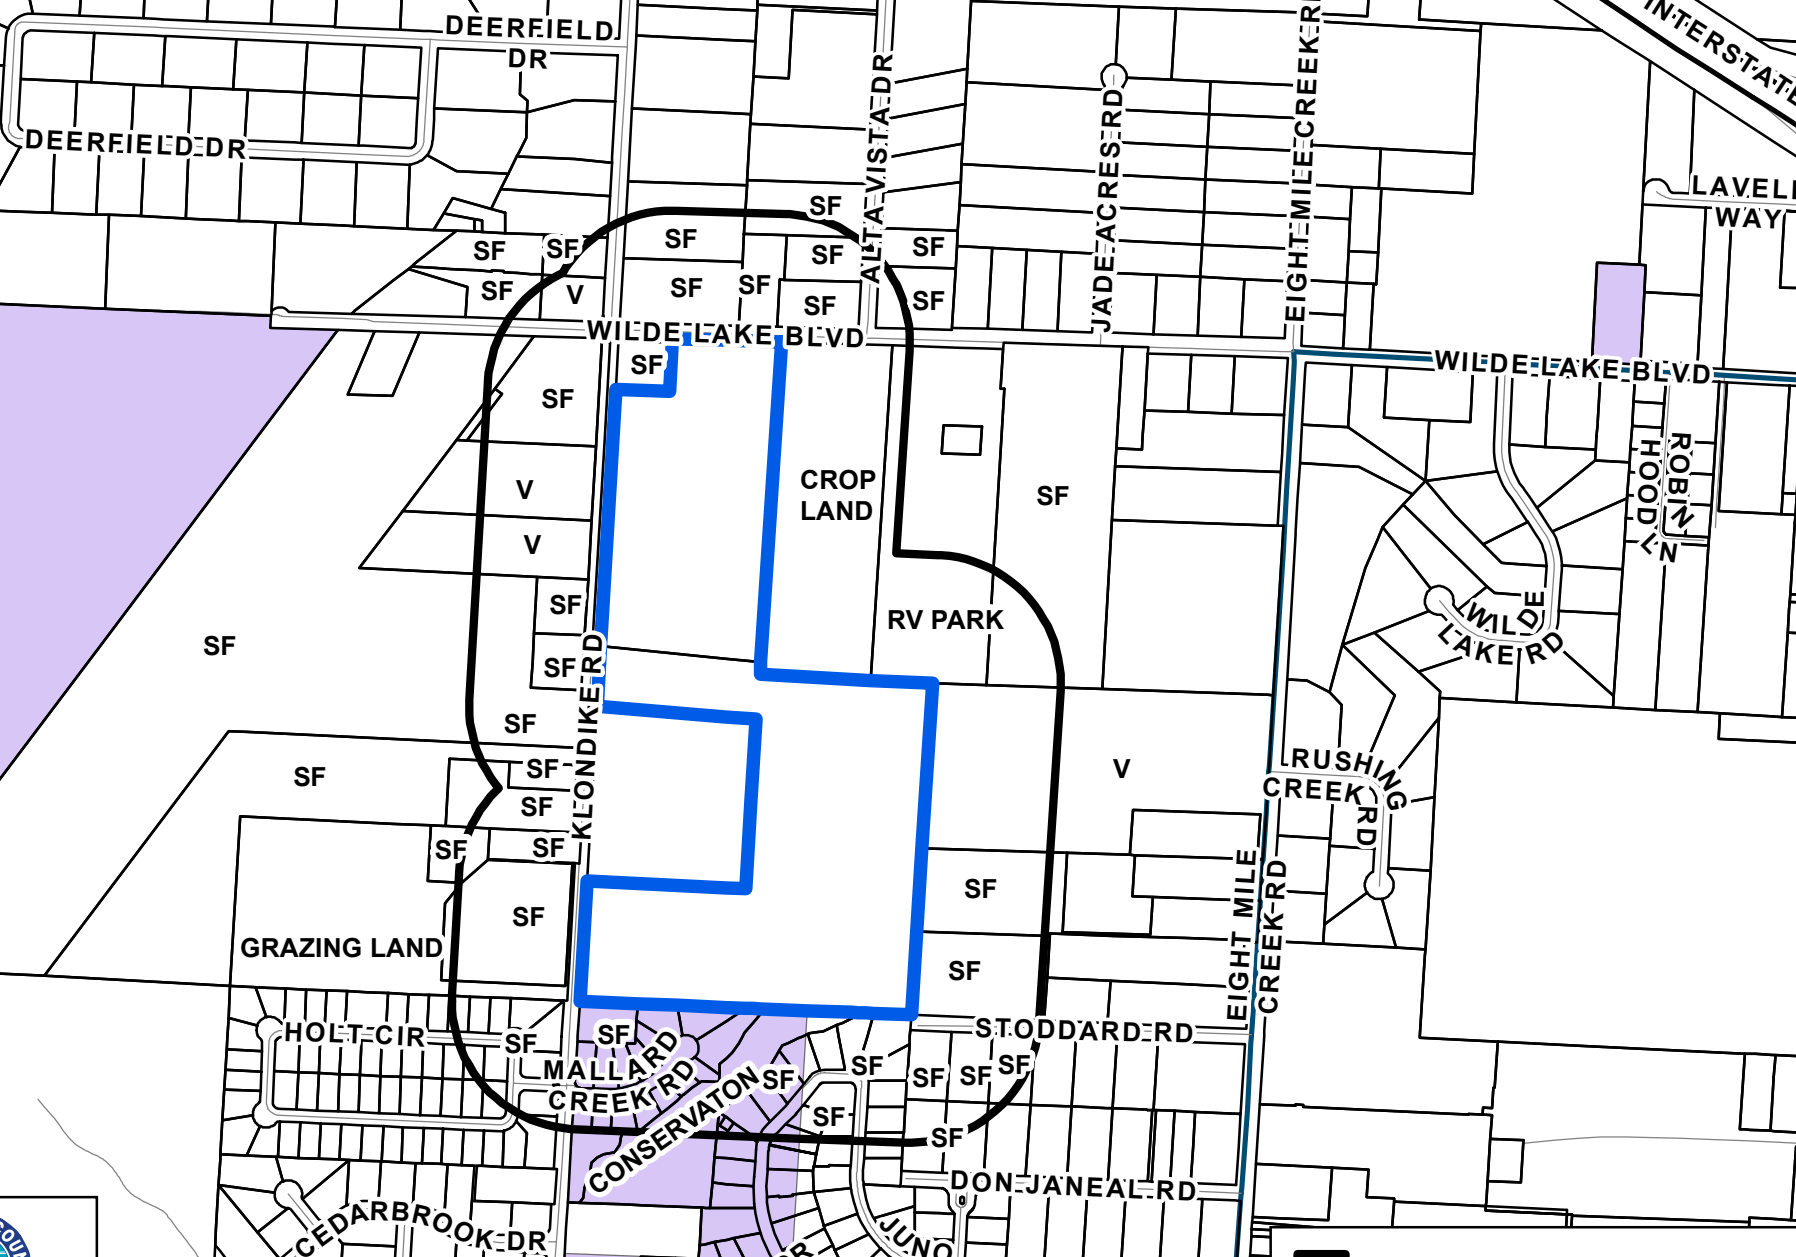 DEERFIELD
DR
INTERSTATE
DEERFIELD DR
ALTA VISTA DR
JADE ACRES RD
EIGHT MILE CREEK RD
LAVELL
WAY
SF
SF
SF
SF
SF
SF
SF
V
SF
SF
SF
SF
WILDE LAKE BLVD
SF
WILDE LAKE BLVD
SF
CROP
LAND
V
SF
V
ROBIN
HOOD LN
SF
RV PARK
WILDE
LAKE RD
SF
SF
KLONDIKE RD
SF
SF
SF
V
RUSHING
CREEK RD
SF
SF
SF
SF
SF
EIGHT MILE
CREEK RD
GRAZING LAND
SF
HOLT CIR
SF
SF
STODDARD RD
MALLARD
CREEK RD
SF
SF
SF
SF
SF
CONSERVATON
SF
SF
DON JANEAL RD
CEDARBROOK DR
JUNO